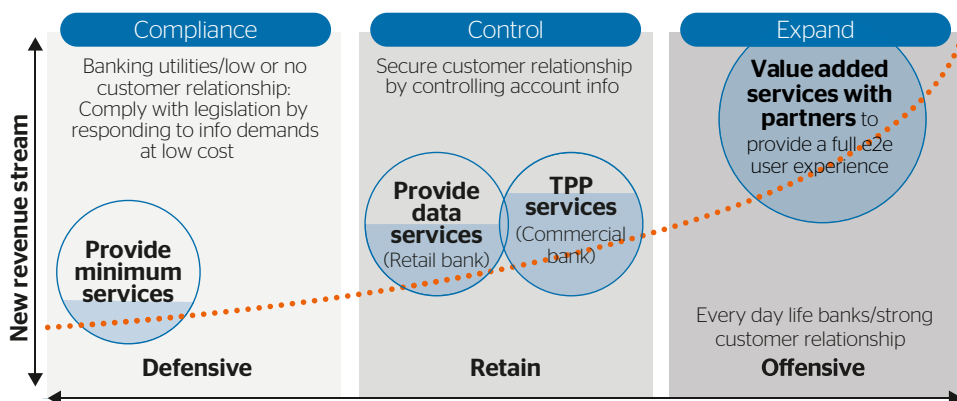 Compliance
Banking utilities/low or no
customer relationship:
Comply with legislation by
responding to info demands
at low cost
Provide
minimum
services
Defensive
Control
Secure customer relationship
by controlling account info
Provide
data
services
(Retail bank)
TPP
services
(Commercial
bank)
Retain
Expand
Value added
services with
partners to
provide a full e2e
user experience
Every day life banks/strong
customer relationship
Offensive
New revenue stream